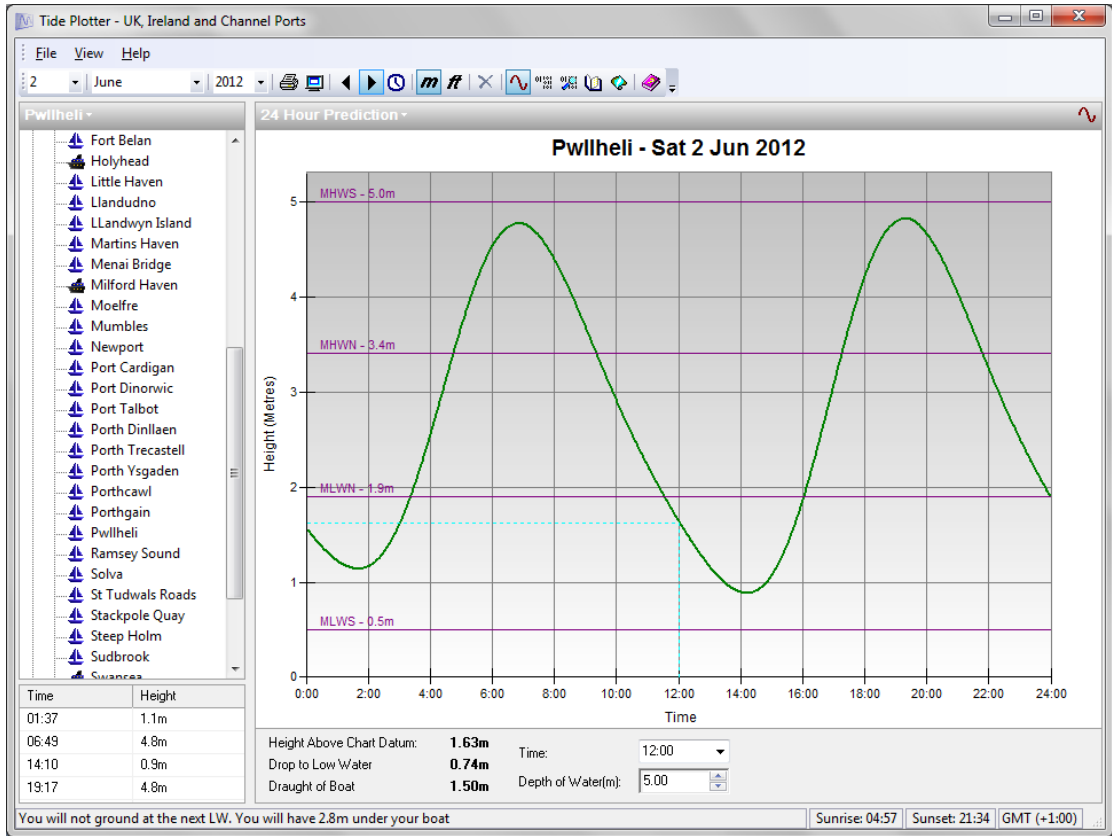 Tide Plotter - UK, Ireland and Channel Ports
File View Help
2 June 2012 m ft
Pwllheli
Fort Belan
Holyhead
Little Haven
Llandudno
LLandwyn Island
Martins Haven
Menai Bridge
Milford Haven
Moelfre
Mumbles
Newport
Port Cardigan
Port Dinorwic
Port Talbot
Porth Dinllaen
Porth Trecastell
Porth Ysgaden
Porthcawl
Porthgain
Pwllheli
Ramsey Sound
Solva
St Tudwals Roads
Stackpole Quay
Steep Holm
Sudbrook
Swansea
Time Height
01:37 1.1m
06:49 4.8m
14:10 0.9m
19:17 4.8m
24 Hour Prediction
Pwllheli - Sat 2 Jun 2012
MHWS - 5.0m
5
4
MHWN - 3.4m
3
Height (Metres)
2
MLWN - 1.9m
1
MLWS - 0.5m
0
0:00 2:00 4:00 6:00 8:00 10:00 12:00 14:00 16:00 18:00 20:00 22:00 24:00
Time
Height Above Chart Datum: 1.63m
Drop to Low Water 0.74m
Draught of Boat 1.50m
Time: 12:00
Depth of Water(m): 5.00
You will not ground at the next LW. You will have 2.8m under your boat
Sunrise: 04:57 Sunset: 21:34 GMT (+1:00)